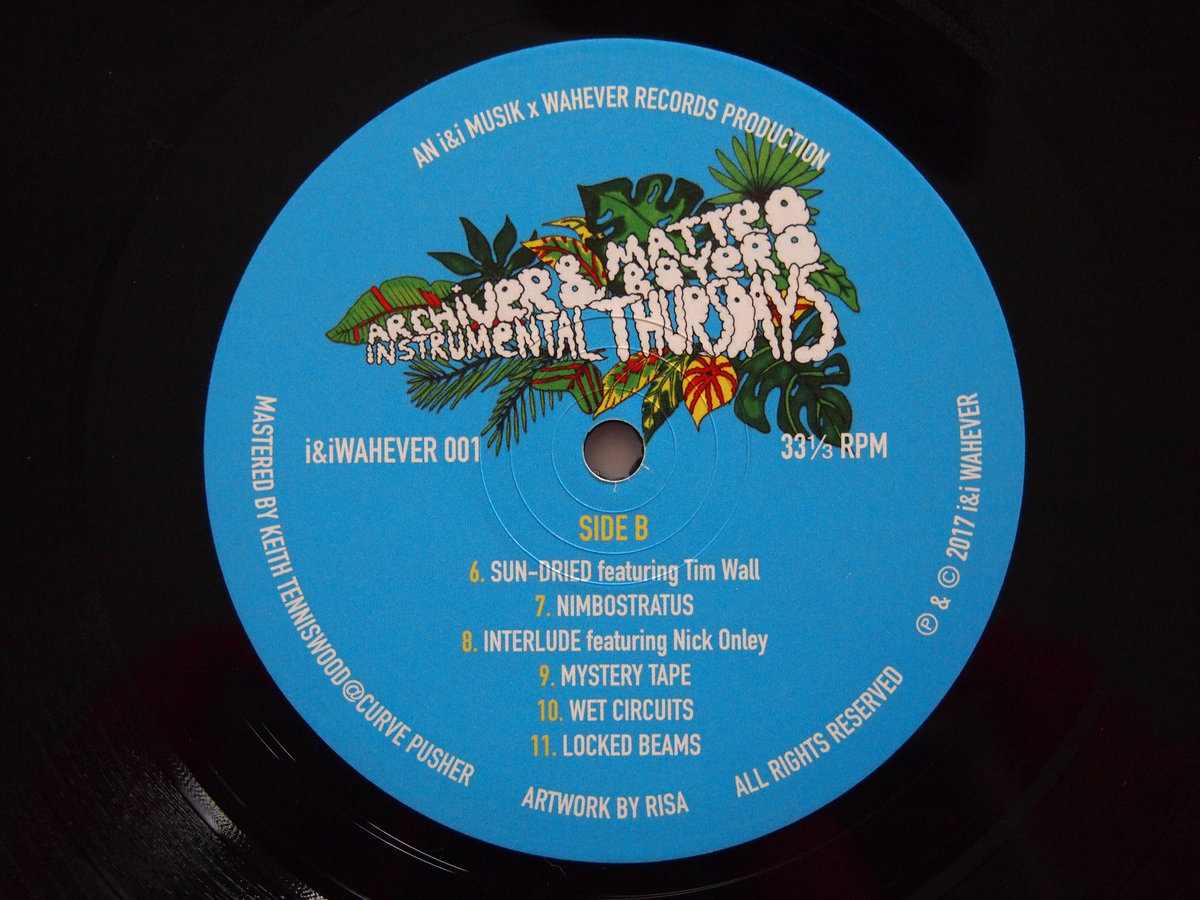 AN i&i MUSIK x WAHEVER RECORDS PRODUCTION
ARCHIVER & MATTEO BOVERO
INSTRUMENTAL THURSDAYS
i&iWAHEVER 001
33⅓ RPM
SIDE B
6. SUN-DRIED featuring Tim Wall
7. NIMBOSTRATUS
8. INTERLUDE featuring Nick Onley
9. MYSTERY TAPE
10. WET CIRCUITS
11. LOCKED BEAMS
MASTERED BY KEITH TENNISWOOD@CURVE PUSHER
ARTWORK BY RISA
ALL RIGHTS RESERVED
℗ & © 2017 i&i WAHEVER